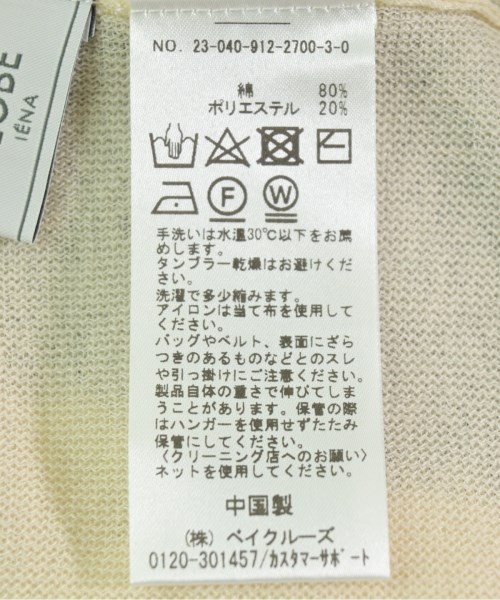 LOBE
IÉNA
NO. 23-040-912-2700-3-0
綿 80%
ポリエステル 20%
F W
手洗いは水温30℃以下をお薦
めします。
タンブラー乾燥はお避けくだ
さい。
洗濯で多少縮みます。
アイロンは当て布を使用して
ください。
バッグやベルト、表面にざら
つきのあるものなどとのスレ
や引っ掛けにご注意ください。
製品自体の重さで伸びてしま
うことがあります。保管の際
はハンガーを使用せずたたみ
保管にしてください。
〈クリーニング店へのお願い〉
ネットを使用してください。
中国製
(株) ベイクルーズ
0120-301457/ｶｽﾀﾏｰｻﾎﾟｰﾄ